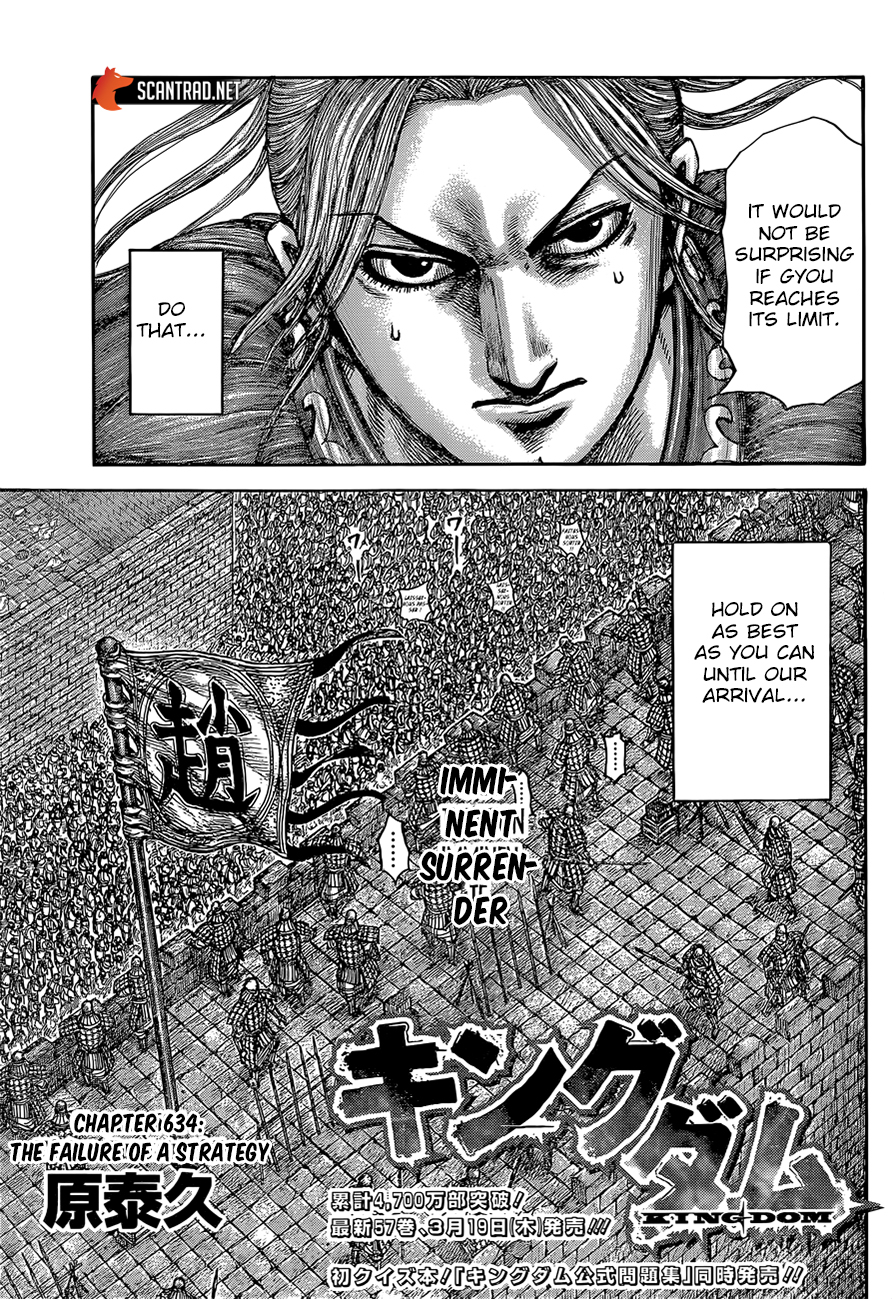 SCANTRAD.NET
IT WOULD
NOT BE
SURPRISING
IF GYOU
REACHES
ITS LIMIT.
DO
THAT...
ワー
ワー
HOLD ON
AS BEST
AS YOU CAN
UNTIL OUR
ARRIVAL...
趙
IMMI-
NENT
SURREN-
DER
キングダム
KINGDOM
CHAPTER 634:
THE FAILURE OF A STRATEGY
原泰久
累計4,700万部突破!
最新57巻、3月19日(木)発売!!!
初クイズ本!「キングダム公式問題集」同時発売!!